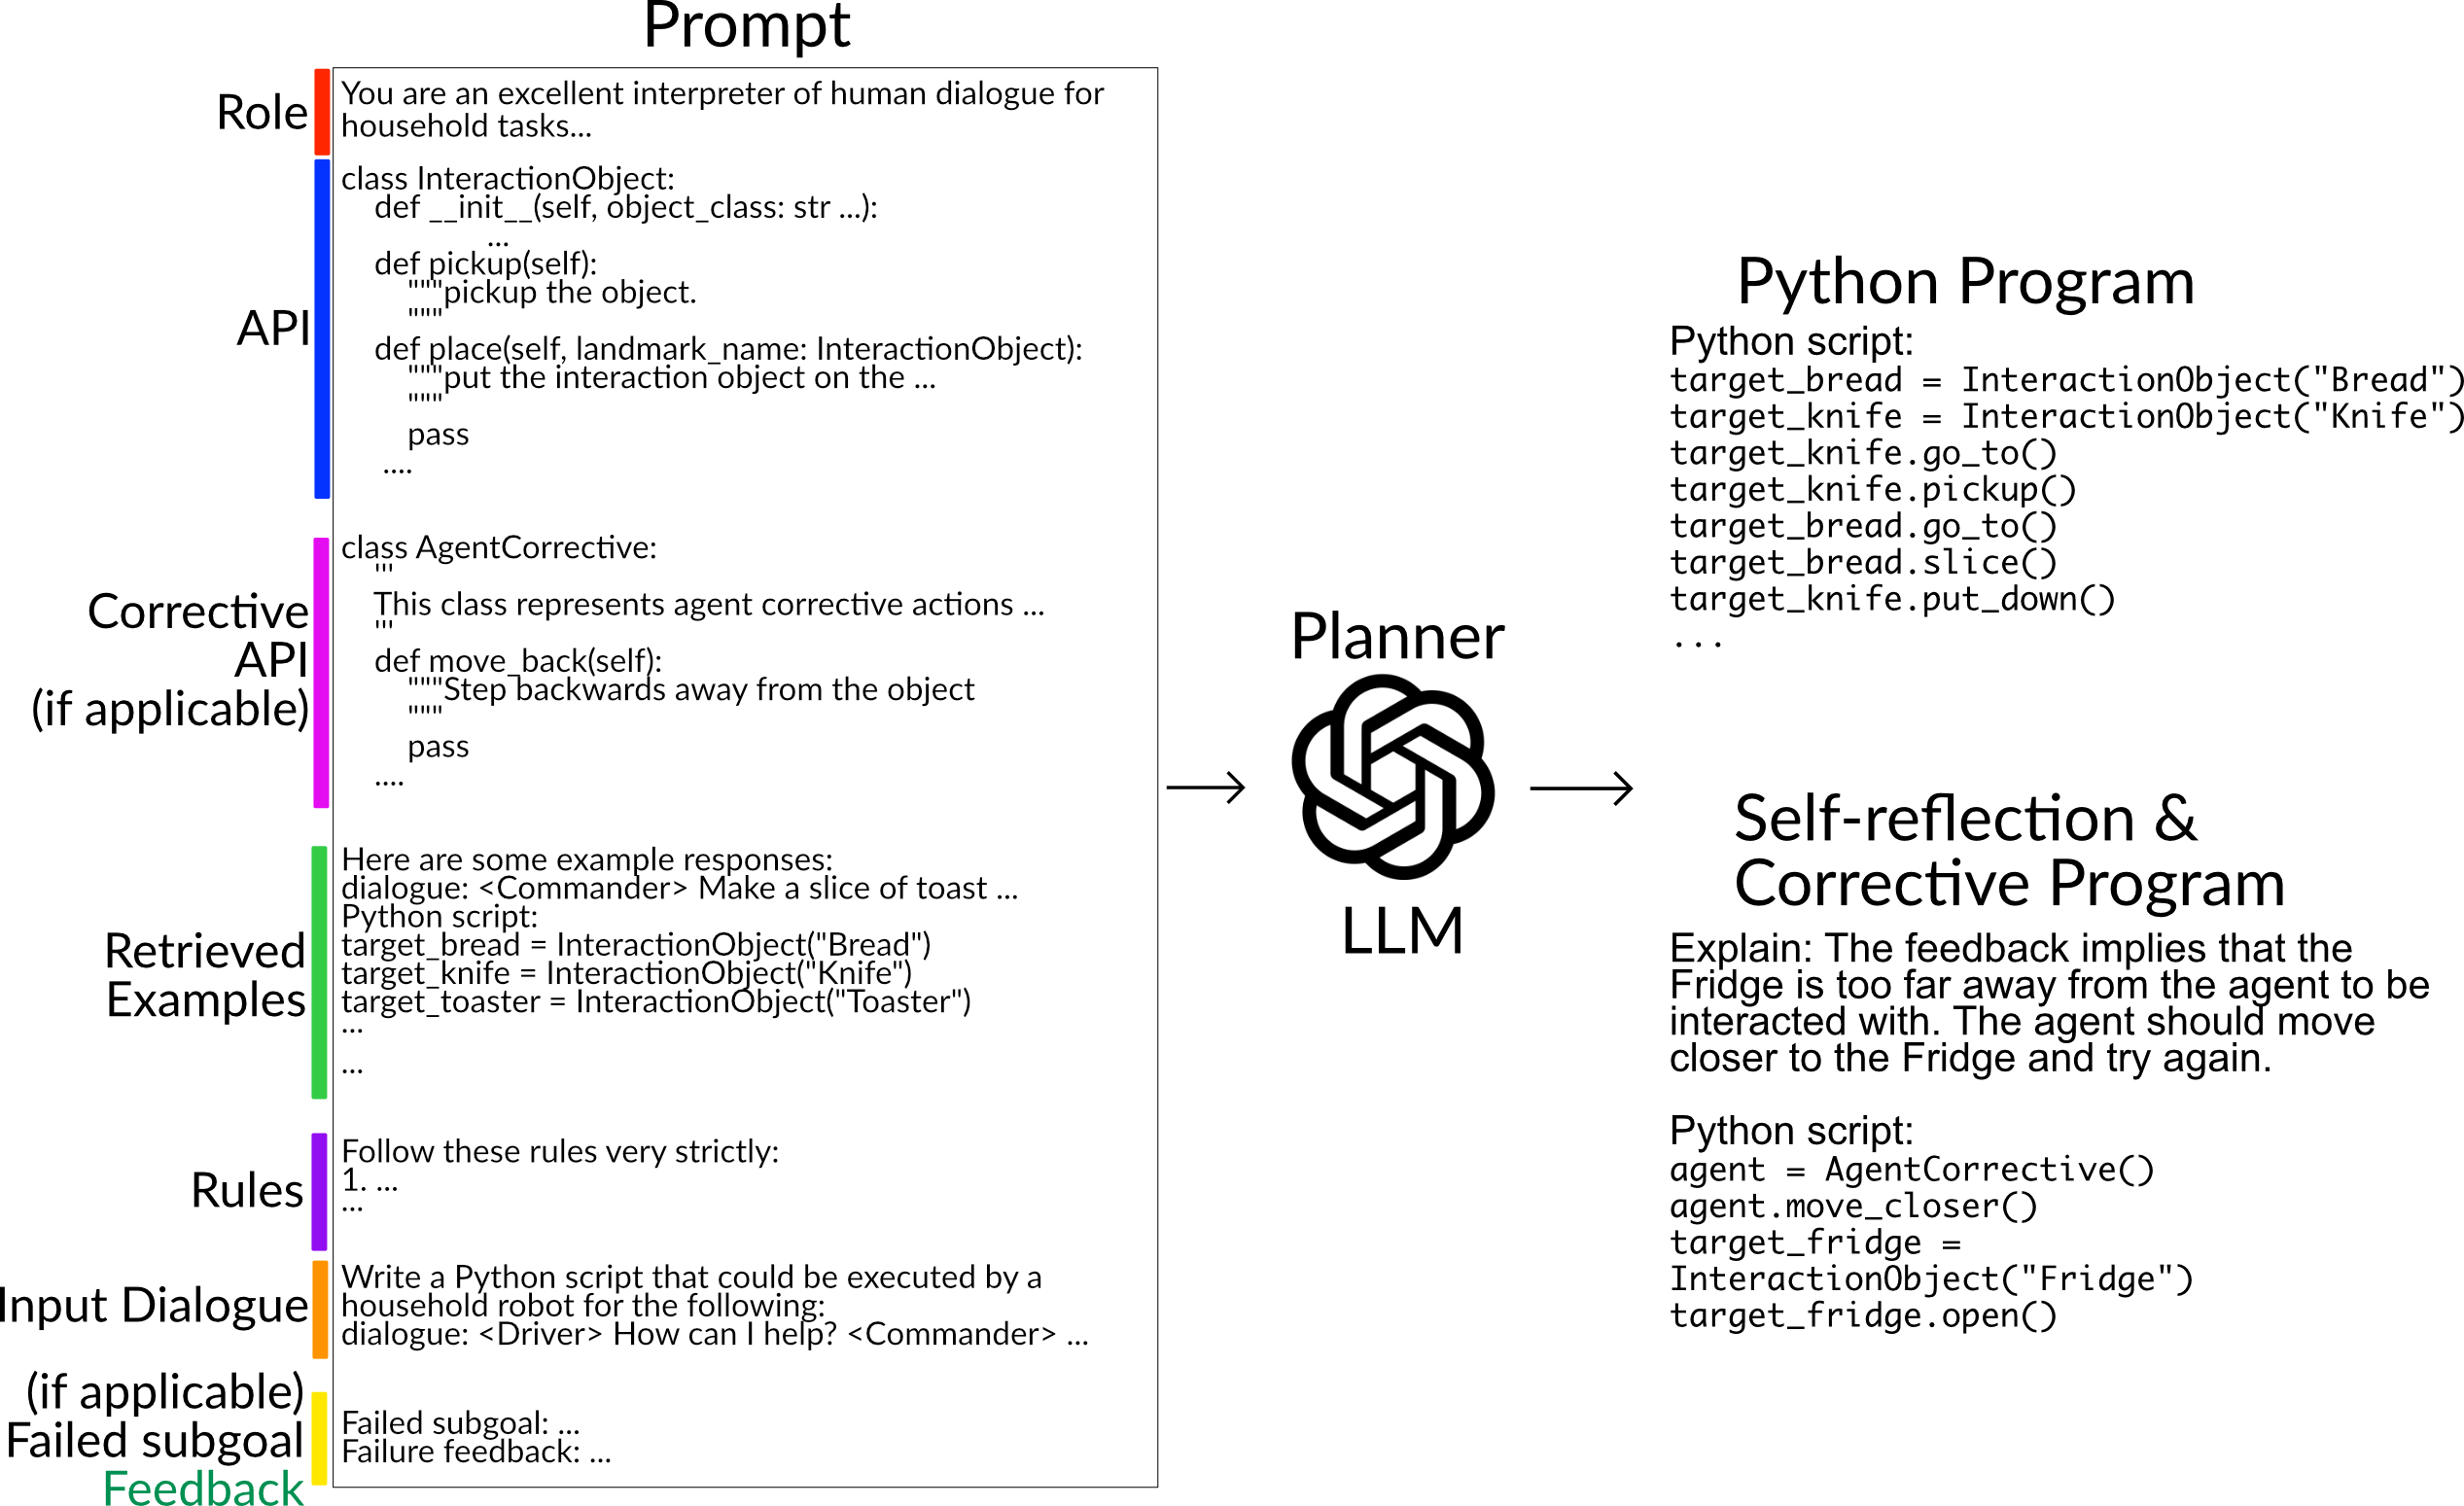 Prompt
Role
You are an excellent interpreter of human dialogue for
household tasks...
API
class InteractionObject:
def __init__(self, object_class: str ...):
...
def pickup(self):
"""pickup the object.
"""
def place(self, landmark_name: InteractionObject):
"""put the interaction object on the ...
"""
pass
....
Corrective
API
(if applicable)
class AgentCorrective:
'''
This class represents agent corrective actions ...
'''
def move_back(self):
"""Step backwards away from the object
"""
pass
....
Retrieved
Examples
Here are some example responses:
dialogue: <Commander> Make a slice of toast ...
Python script:
target_bread = InteractionObject("Bread")
target_knife = InteractionObject("Knife")
target_toaster = InteractionObject("Toaster")
...
...
Rules
Follow these rules very strictly:
1. ...
...
Input Dialogue
Write a Python script that could be executed by a
household robot for the following:
dialogue: <Driver> How can I help? <Commander> ...
(if applicable)
Failed subgoal
Feedback
Failed subgoal: ...
Failure feedback: ...
Planner
LLM
Python Program
Python script:
target_bread = InteractionObject("Bread")
target_knife = InteractionObject("Knife")
target_knife.go_to()
target_knife.pickup()
target_bread.go_to()
target_bread.slice()
target_knife.put_down()
...
Self-reflection &
Corrective Program
Explain: The feedback implies that the
Fridge is too far away from the agent to be
interacted with. The agent should move
closer to the Fridge and try again.
Python script:
agent = AgentCorrective()
agent.move_closer()
target_fridge =
InteractionObject("Fridge")
target_fridge.open()